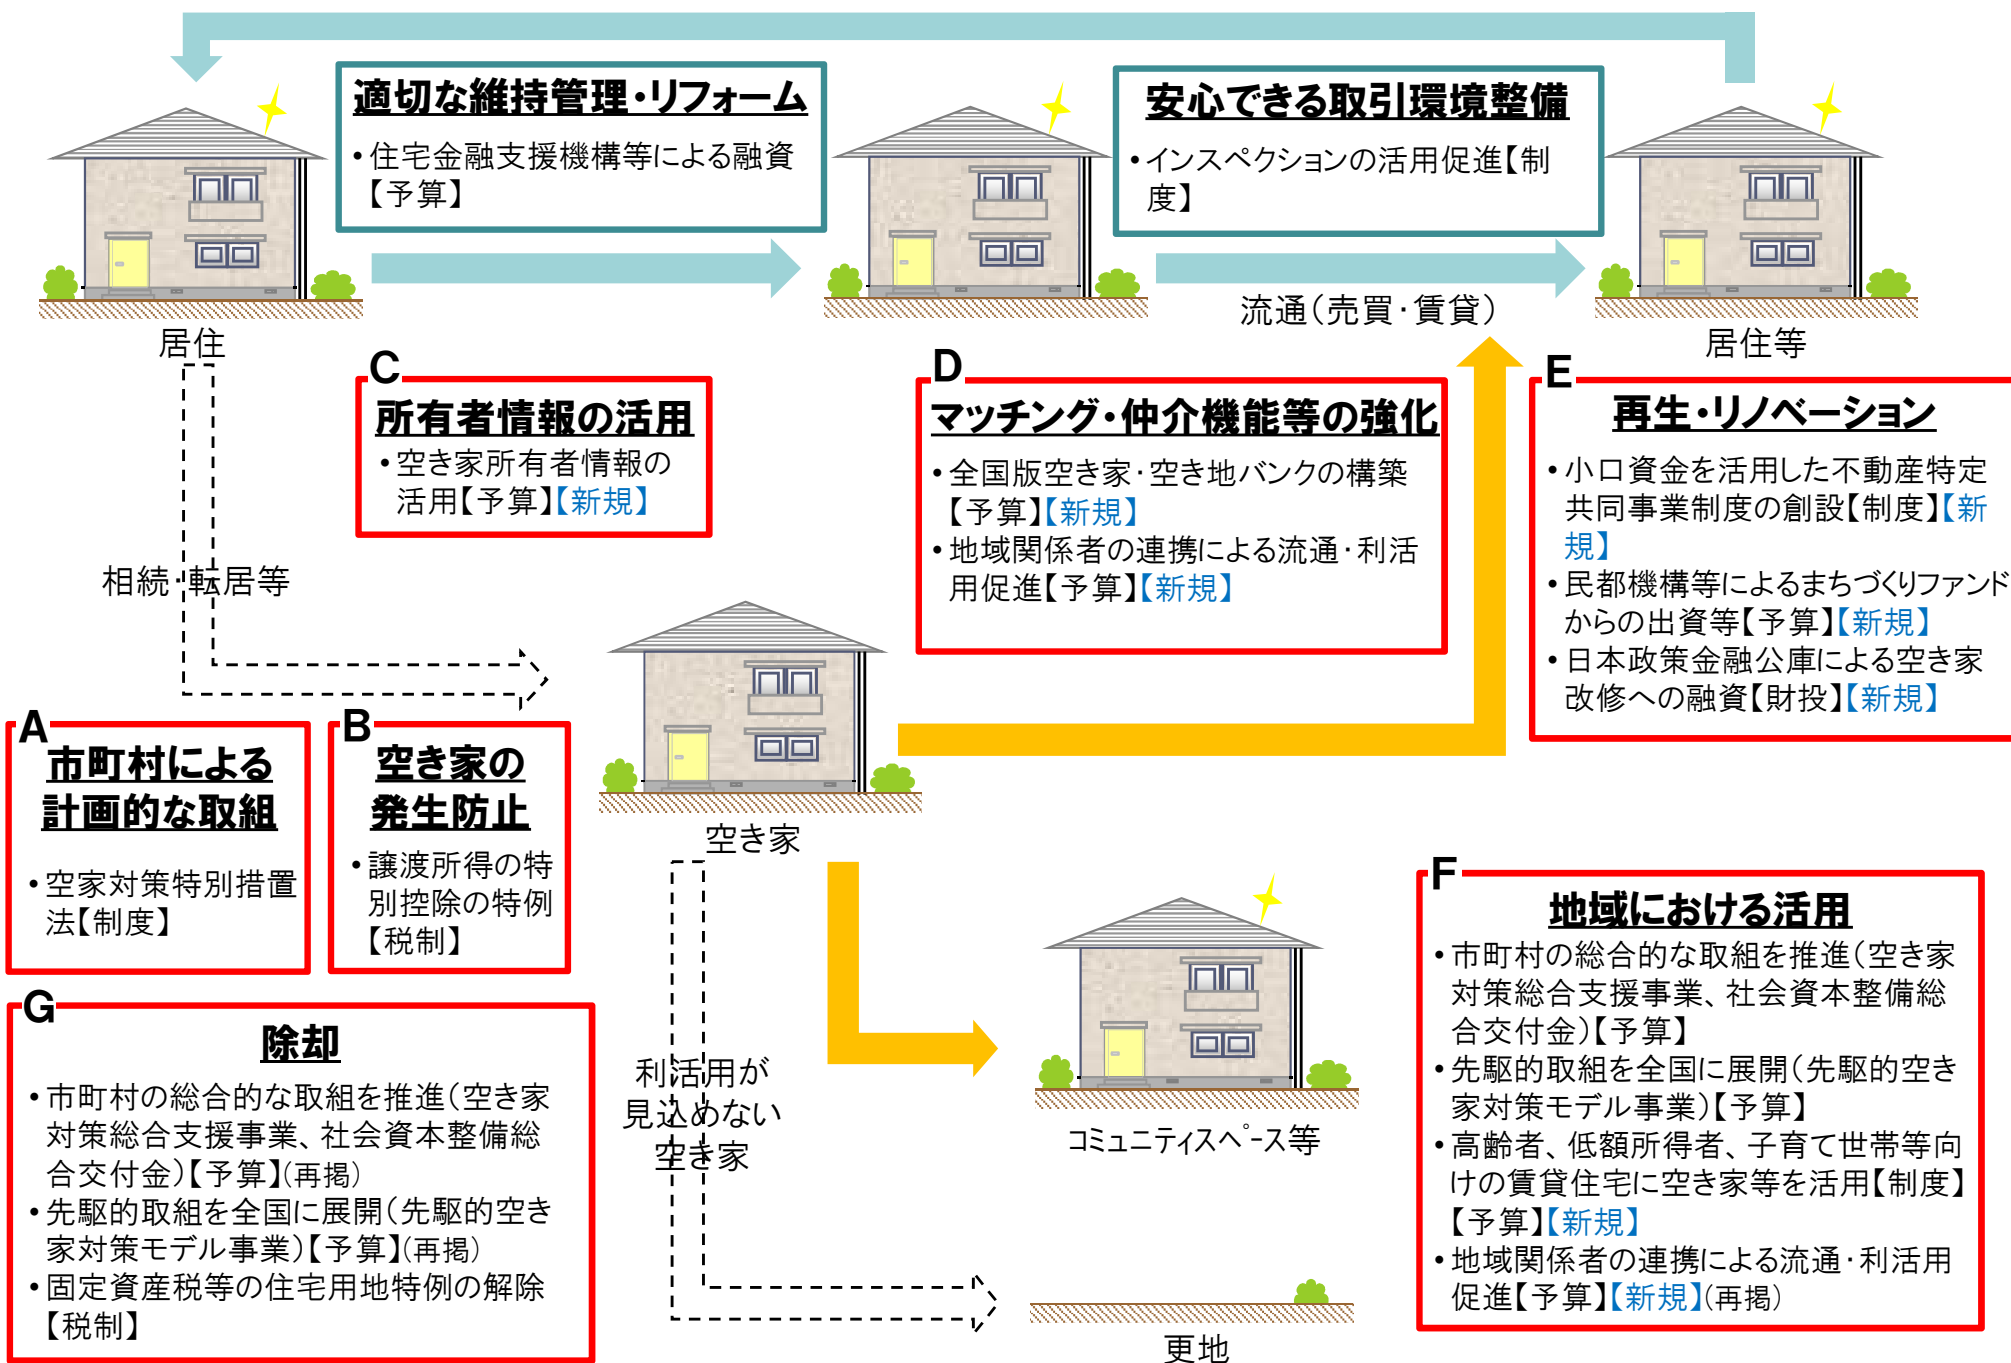 適切な維持管理・リフォーム
•住宅金融支援機構等による融資
【予算】
安心できる取引環境整備
•インスペクションの活用促進【制
度】
流通（売買・賃貸）
居住
居住等
C
所有者情報の活用
•空き家所有者情報の
活用【予算】【新規】
D
マッチング・仲介機能等の強化
•全国版空き家・空き地バンクの構築
【予算】【新規】
•地域関係者の連携による流通・利活
用促進【予算】【新規】
E
再生・リノベーション
•小口資金を活用した不動産特定
共同事業制度の創設【制度】【新
規】
•民都機構等によるまちづくりファンド
からの出資等【予算】【新規】
•日本政策金融公庫による空き家
改修への融資【財投】【新規】
相続・転居等
A
市町村による
計画的な取組
•空家対策特別措置
法【制度】
B
空き家の
発生防止
•譲渡所得の特
別控除の特例
【税制】
空き家
G
除却
•市町村の総合的な取組を推進（空き家
対策総合支援事業、社会資本整備総
合交付金）【予算】（再掲）
•先駆的取組を全国に展開（先駆的空き
家対策モデル事業）【予算】（再掲）
•固定資産税等の住宅用地特例の解除
【税制】
利活用が
見込めない
空き家
コミュニティスペース等
更地
F
地域における活用
•市町村の総合的な取組を推進（空き家
対策総合支援事業、社会資本整備総
合交付金）【予算】
•先駆的取組を全国に展開（先駆的空き
家対策モデル事業）【予算】
•高齢者、低額所得者、子育て世帯等向
けの賃貸住宅に空き家等を活用【制度】
【予算】【新規】
•地域関係者の連携による流通・利活用
促進【予算】【新規】（再掲）